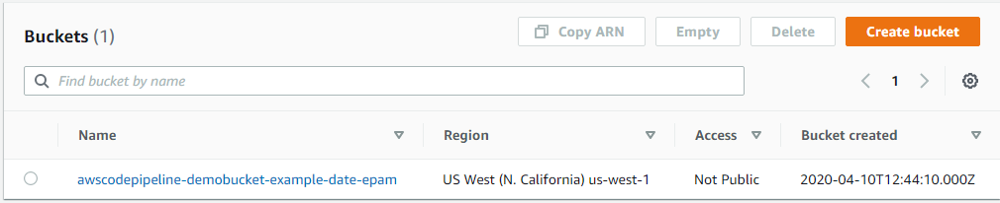 Buckets (1)
Copy ARN
Empty
Delete
Create bucket
Find bucket by name
1
Name
Region
Access
Bucket created
awscodepipeline-demobucket-example-date-epam
US West (N. California) us-west-1
Not Public
2020-04-10T12:44:10.000Z